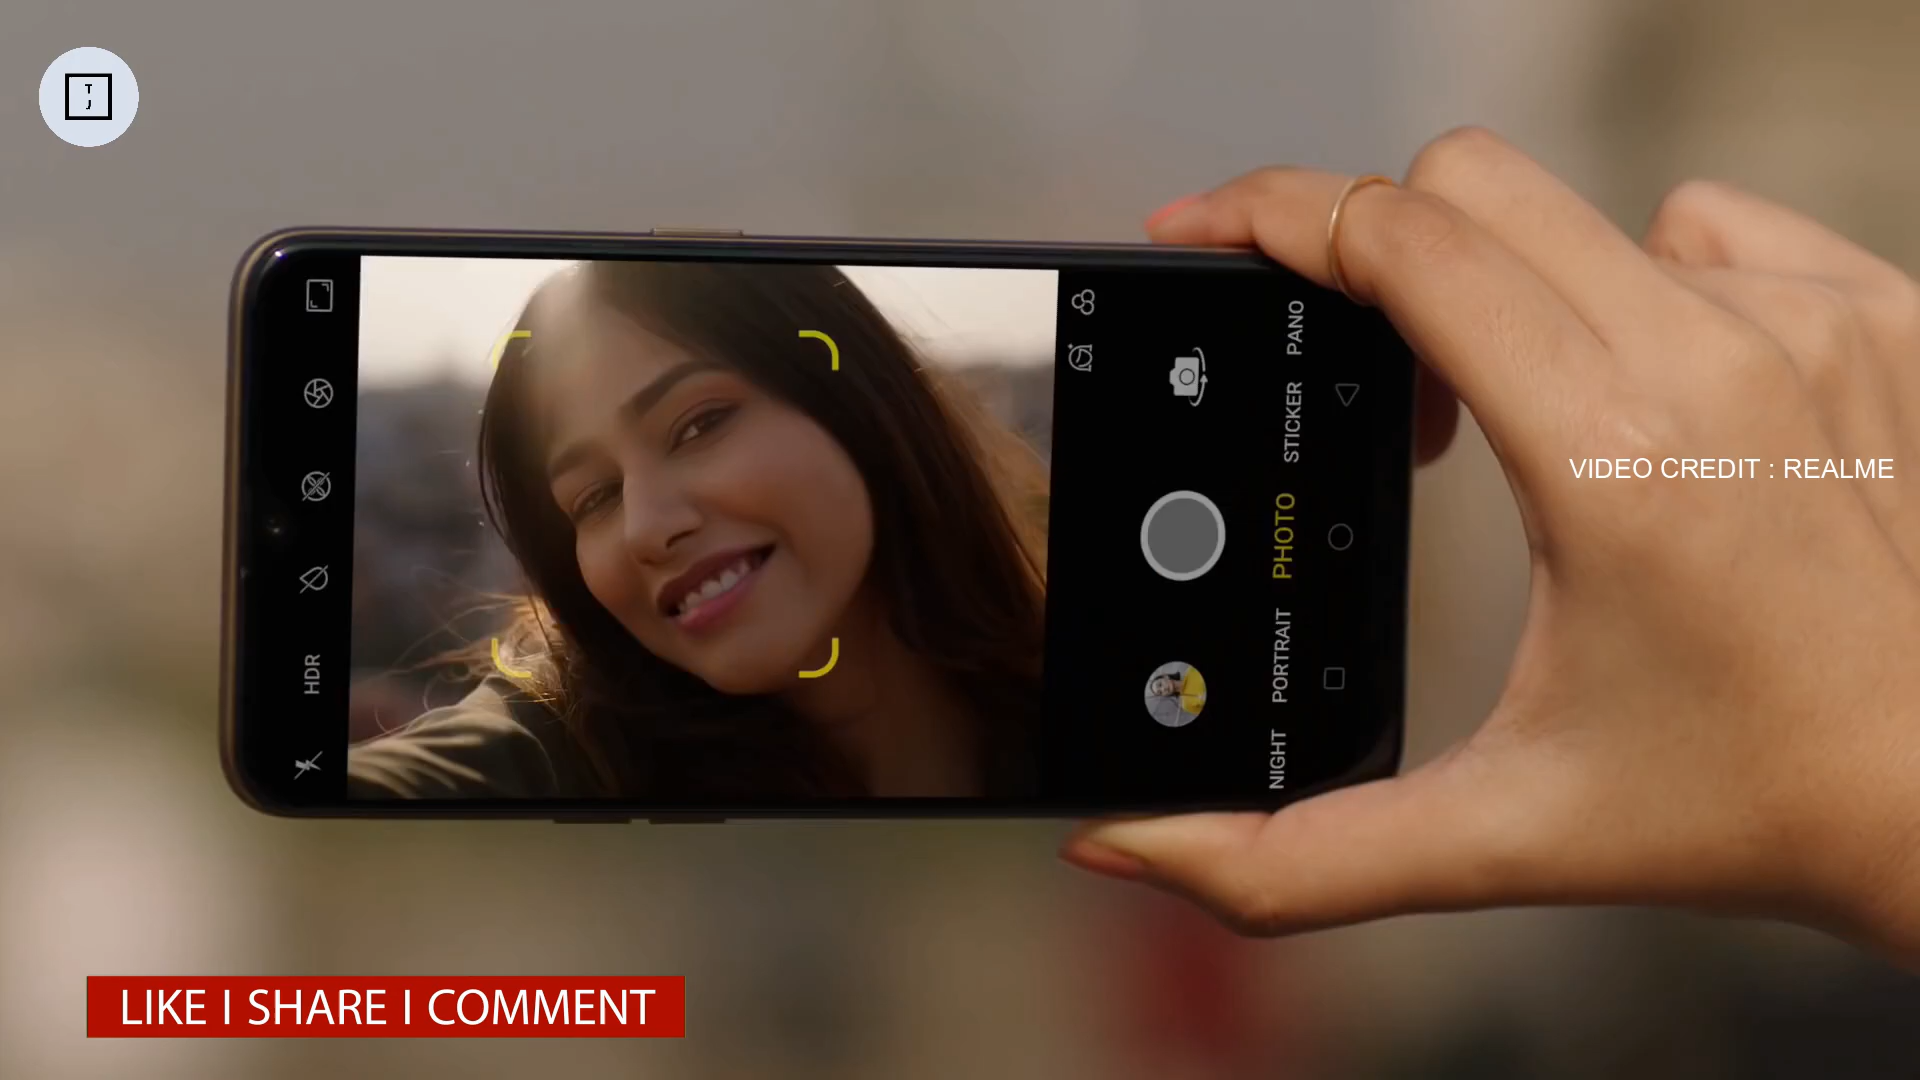 T
J
HDR
PANO
STICKER
PHOTO
PORTRAIT
NIGHT
VIDEO CREDIT : REALME
LIKE I SHARE I COMMENT